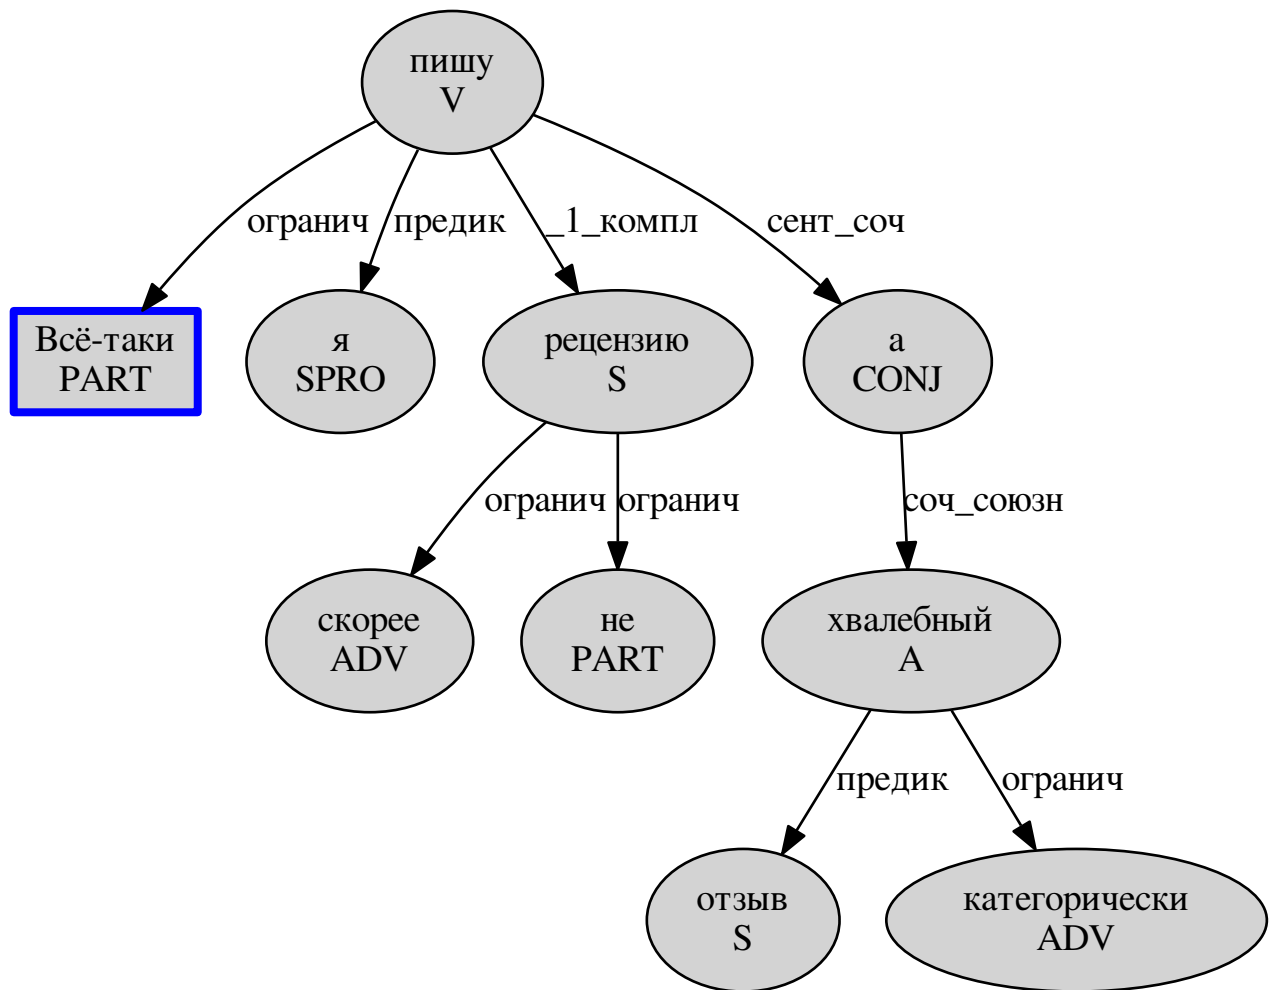 пишу
V
огранич
предик
_1_компл
сент_соч
Всё-таки
PART
я
SPRO
рецензию
S
а
CONJ
огранич
огранич
соч_союзн
скорее
ADV
не
PART
хвалебный
A
предик
огранич
отзыв
S
категорически
ADV